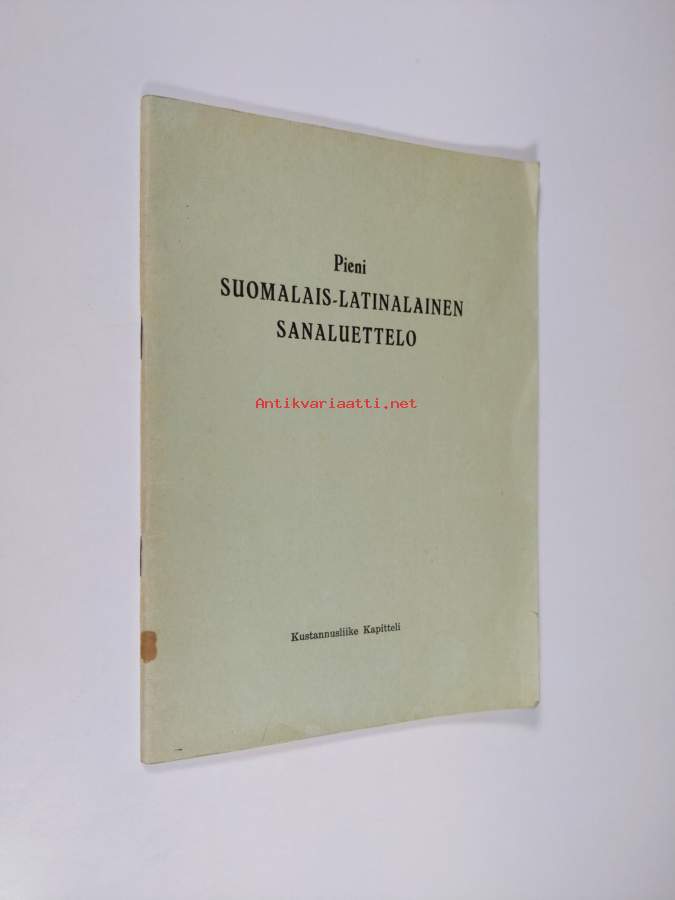 Pieni
SUOMALAIS-LATINALAINEN
SANALUETTELO
Antikvariaatti.net
Kustannusliike Kapitteli